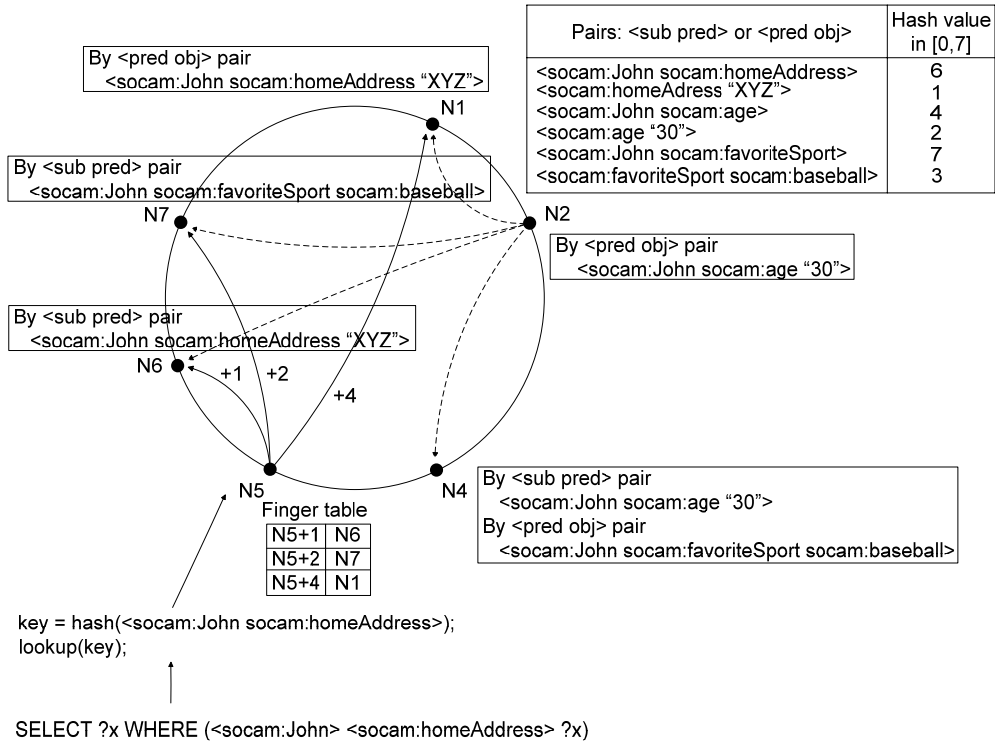 Pairs: <sub pred> or <pred obj>
Hash value
in [0,7]
<socam:John socam:homeAddress> 6
<socam:homeAdress “XYZ”> 1
<socam:John socam:age> 4
<socam:age “30”> 2
<socam:John socam:favoriteSport> 7
<socam:favoriteSport socam:baseball> 3
By <pred obj> pair
<socam:John socam:homeAddress “XYZ”>
N1
By <sub pred> pair
<socam:John socam:favoriteSport socam:baseball>
N7
N2
By <pred obj> pair
<socam:John socam:age “30”>
By <sub pred> pair
<socam:John socam:homeAddress “XYZ”>
N6
+1
+2
+4
N5
N4
By <sub pred> pair
<socam:John socam:age “30”>
By <pred obj> pair
<socam:John socam:favoriteSport socam:baseball>
Finger table
N5+1 N6
N5+2 N7
N5+4 N1
key = hash(<socam:John socam:homeAddress>);
lookup(key);
SELECT ?x WHERE (<socam:John> <socam:homeAddress> ?x)